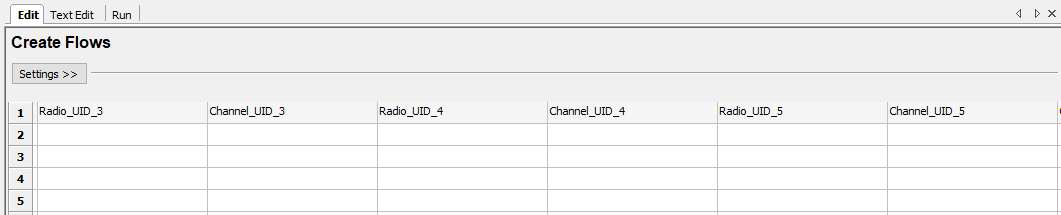 Edit Text Edit Run
Create Flows
Settings >>
1 Radio_UID_3 Channel_UID_3 Radio_UID_4 Channel_UID_4 Radio_UID_5 Channel_UID_5
2
3
4
5